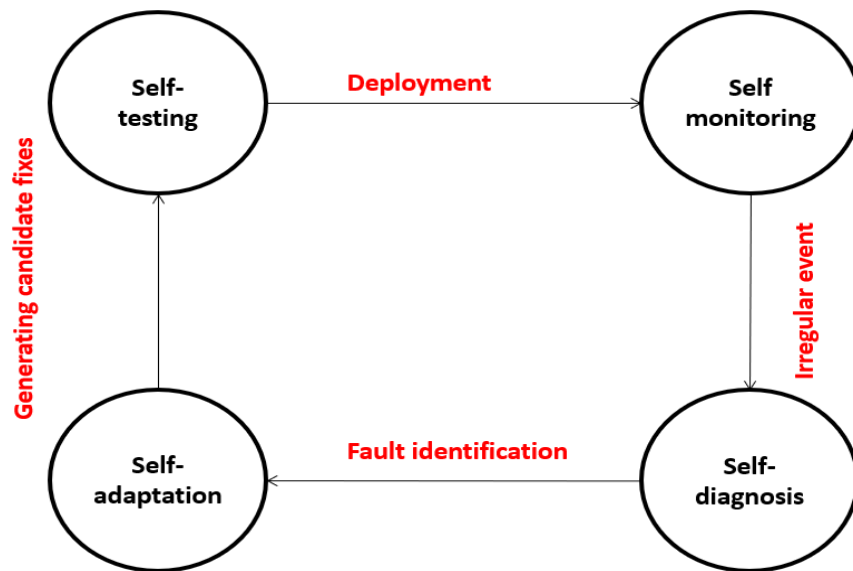 Self-
testing
Deployment
Self
monitoring
Generating candidate fixes
Irregular event
Self-
adaptation
Fault identification
Self-
diagnosis